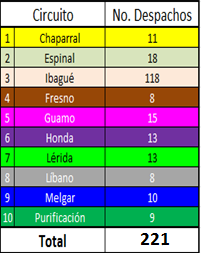 Circuito No. Despachos
1 Chaparral 11
2 Espinal 18
3 Ibagué 118
4 Fresno 8
5 Guamo 15
6 Honda 13
7 Lérida 13
8 Líbano 8
9 Melgar 10
10 Purificación 9
Total 221